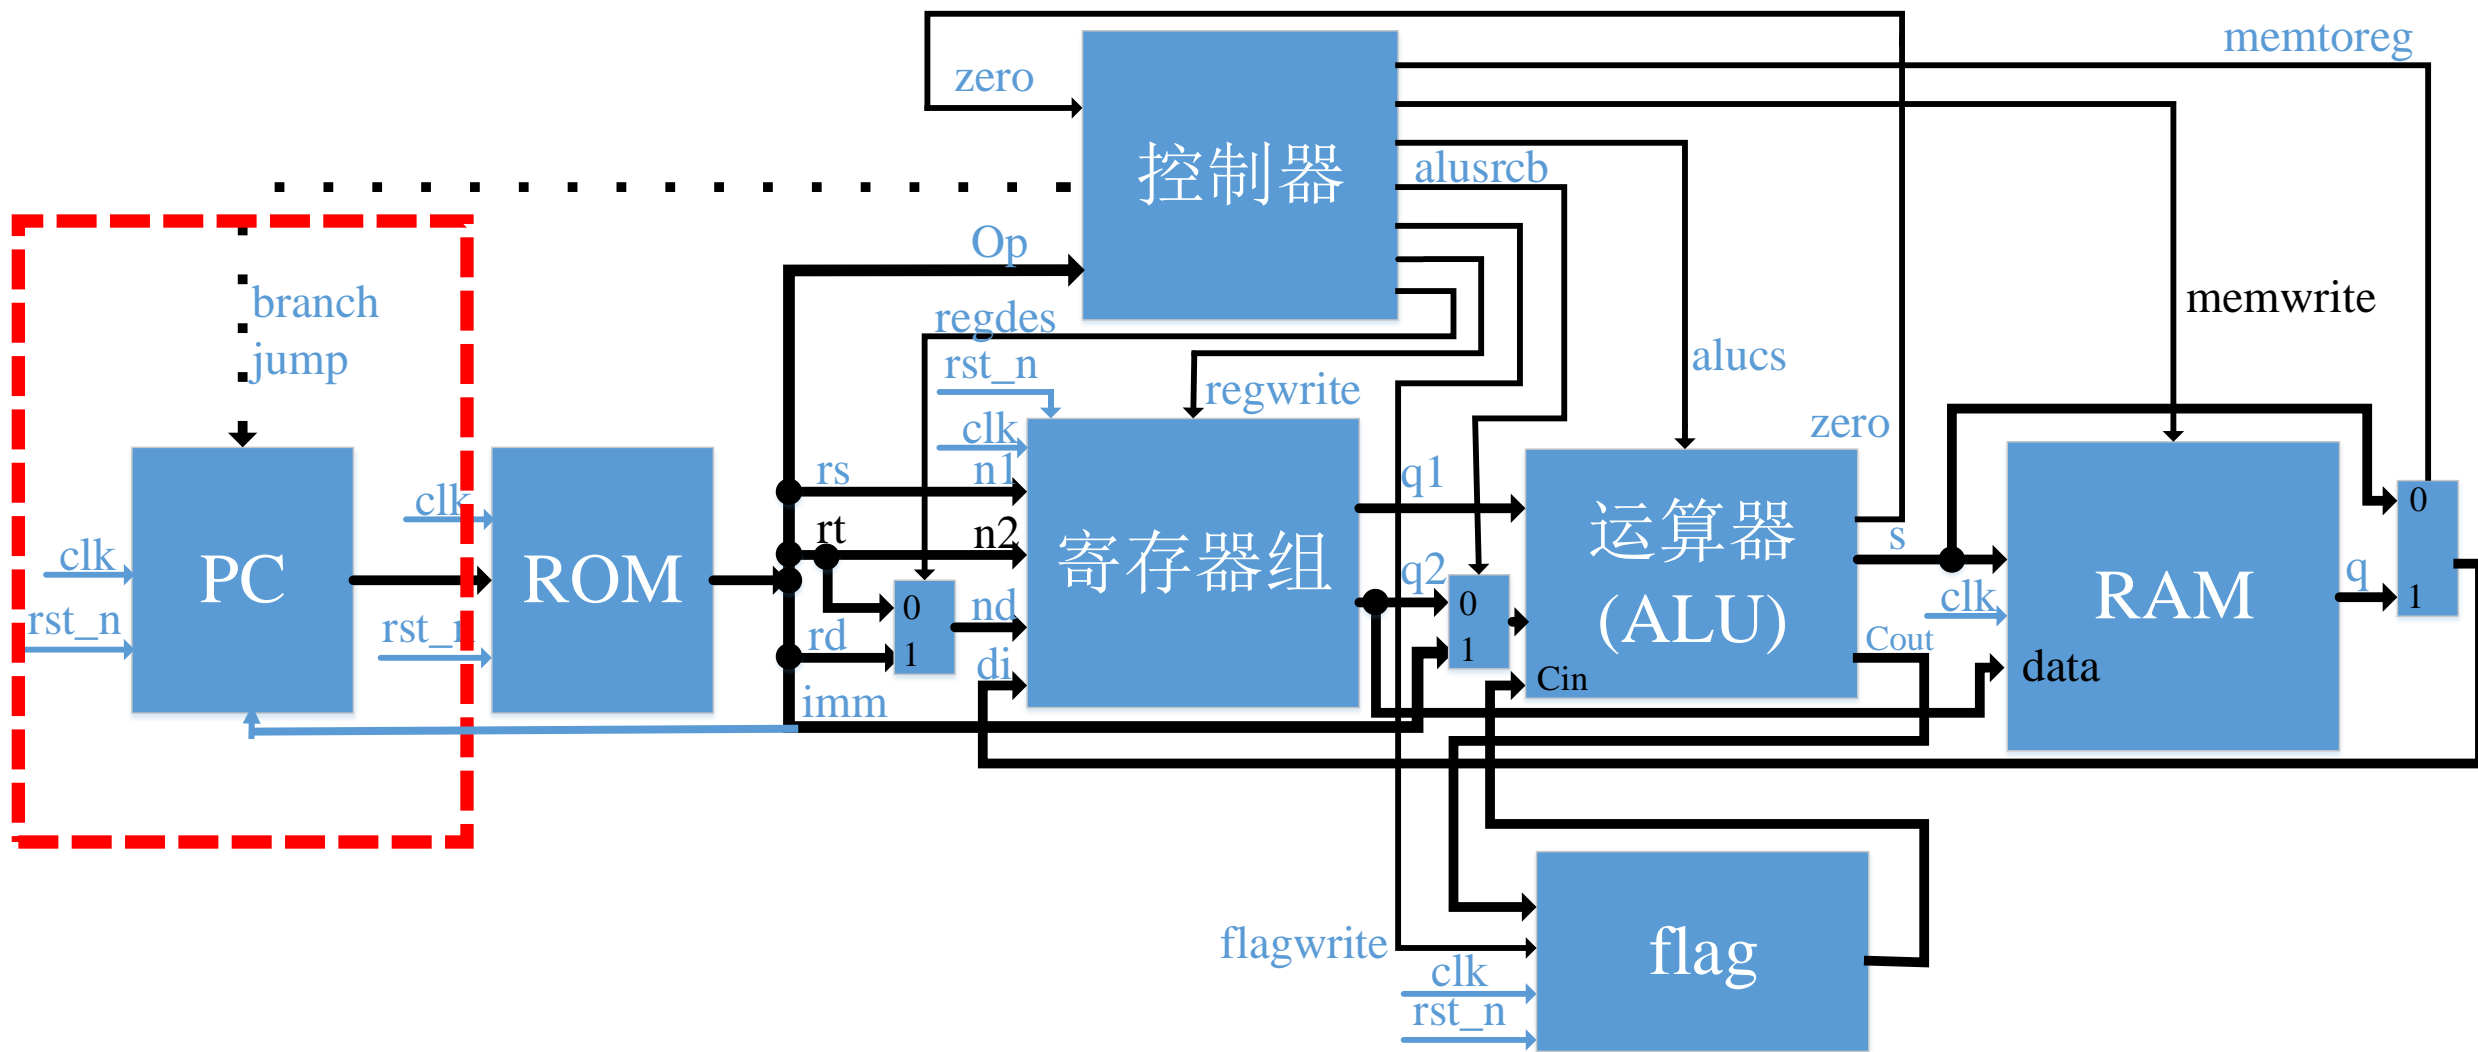 memtoreg
zero
控制器
alusrcb
Op
branch
jump
regdes
rst_n
regwrite
alucs
memwrite
clk
zero
rs
n1
q1
0
rt
n2
运算器
s
clk
clk
PC
ROM
寄存器组
q2
RAM
q
rst_n
rst_n
0
nd
0
(ALU)
clk
1
rd
1
di
1
Cout
data
imm
Cin
flagwrite
flag
clk
rst_n